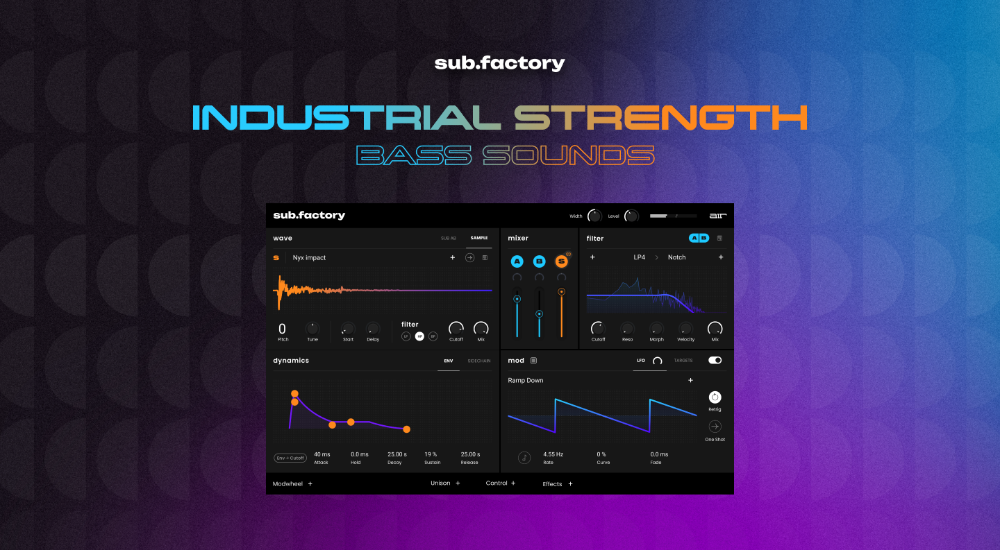 sub.factory
INDUSTRIAL STRENGTH
BASS SOUNDS
sub.factory
Width
Level
air
wave
SUB AB
SAMPLE
S
Nyx impact
0
Pitch
Tune
Start
Delay
filter
LP
HP
BP
Cutoff
Mix
mixer
A
B
S
filter
A B
LP4
Notch
Cutoff
Reso
Morph
Velocity
Mix
dynamics
ENV
SIDECHAIN
Env → Cutoff
40 ms
Attack
0.0 ms
Hold
25.00 s
Decay
19 %
Sustain
25.00 s
Release
mod
LFO
TARGETS
Ramp Down
Retrig
One Shot
4.55 Hz
Rate
0 %
Curve
0.0 ms
Fade
Modwheel +
Unison +
Control +
Effects +